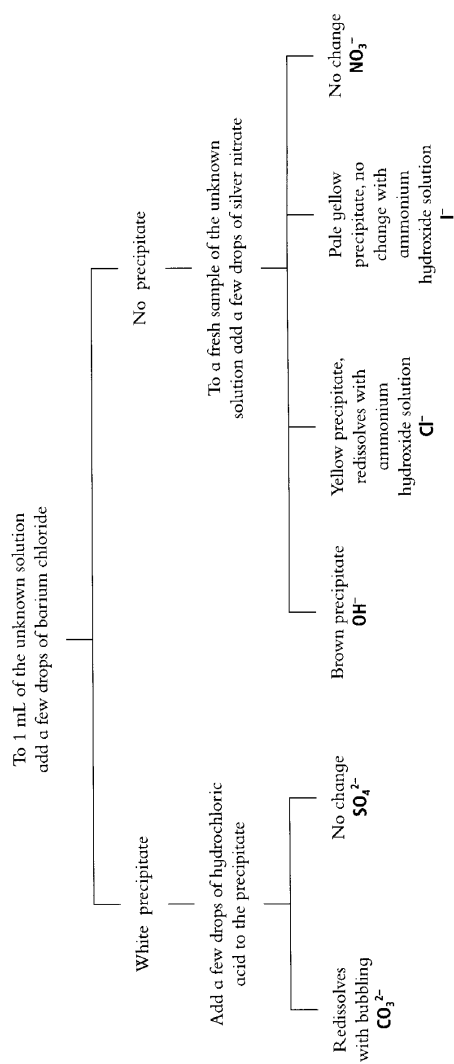 To 1 mL of the unknown solution
add a few drops of barium chloride
White precipitate
No precipitate
Add a few drops of hydrochloric
acid to the precipitate
To a fresh sample of the unknown
solution add a few drops of silver nitrate
Redissolves
with bubbling
CO₃²⁻
No change
SO₄²⁻
Brown precipitate
OH⁻
Yellow precipitate,
redissolves with
ammonium
hydroxide solution
Cl⁻
Pale yellow
precipitate, no
change with
ammonium
hydroxide solution
I⁻
No change
NO₃⁻